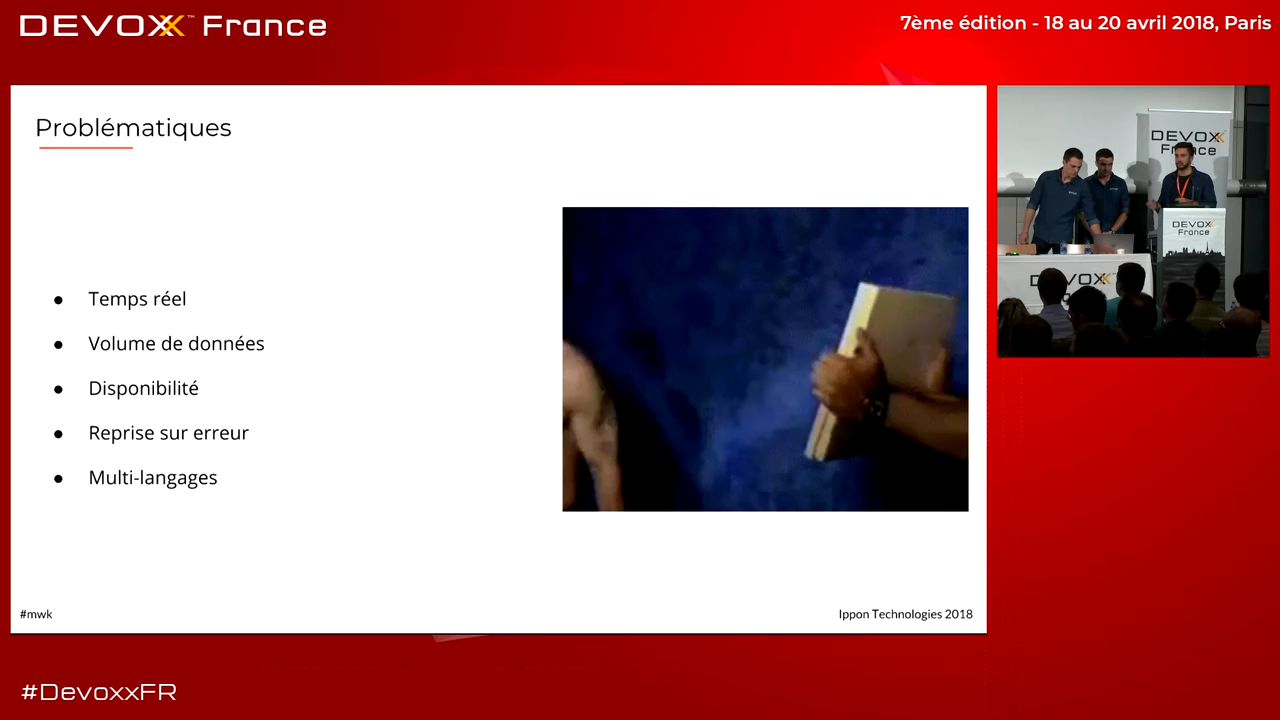 DEVOXX™ France
7ème édition - 18 au 20 avril 2018, Paris
Problématiques
● Temps réel
● Volume de données
● Disponibilité
● Reprise sur erreur
● Multi-langages
#mwk
Ippon Technologies 2018
DEVOXX
France
DEVOXX
France
DEVOXX
#DevoxxFR